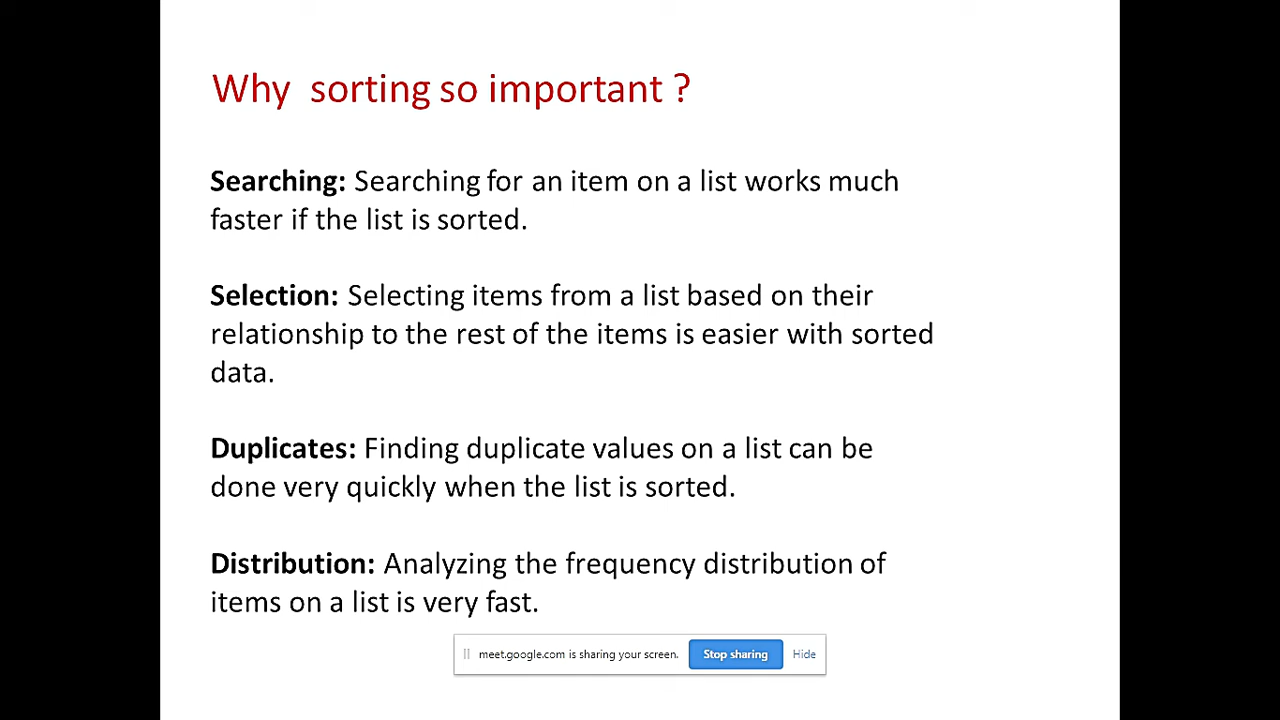 Why sorting so important ?
Searching: Searching for an item on a list works much
faster if the list is sorted.
Selection: Selecting items from a list based on their
relationship to the rest of the items is easier with sorted
data.
Duplicates: Finding duplicate values on a list can be
done very quickly when the list is sorted.
Distribution: Analyzing the frequency distribution of
items on a list is very fast.
meet.google.com is sharing your screen. Stop sharing Hide